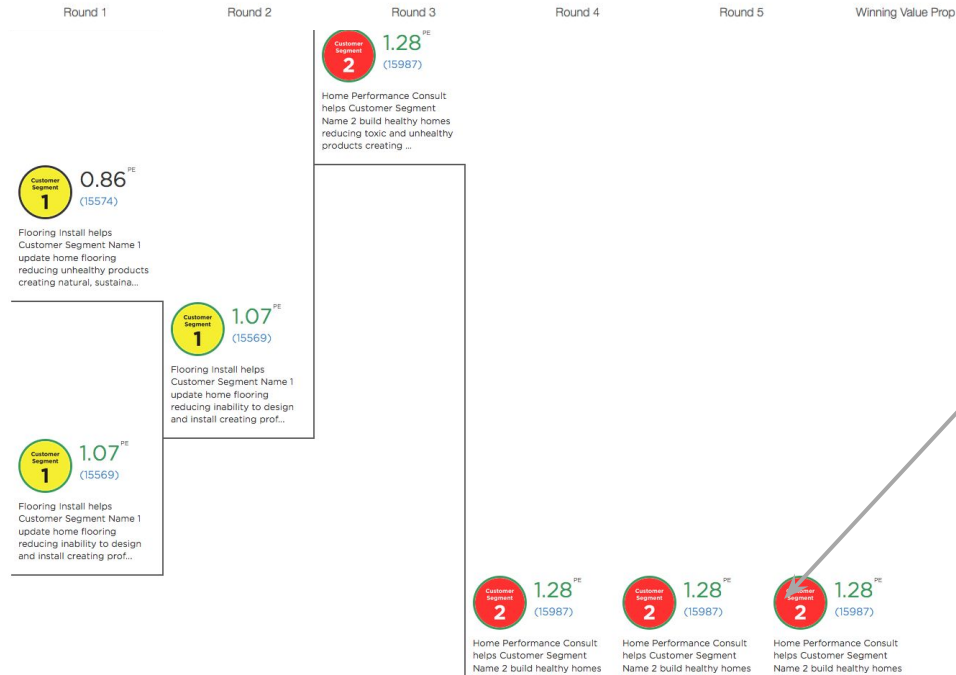 Round 1
Round 2
Round 3
Round 4
Round 5
Winning Value Prop
Customer
Segment
2
1.28 PE
(15987)
Home Performance Consult
helps Customer Segment
Name 2 build healthy homes
reducing toxic and unhealthy
products creating ...
Customer
Segment
1
0.86 PE
(15574)
Flooring Install helps
Customer Segment Name 1
update home flooring
reducing unhealthy products
creating natural, sustaina...
Customer
Segment
1
1.07 PE
(15569)
Flooring Install helps
Customer Segment Name 1
update home flooring
reducing inability to design
and install creating prof...
Customer
Segment
1
1.07 PE
(15569)
Flooring Install helps
Customer Segment Name 1
update home flooring
reducing inability to design
and install creating prof...
Customer
Segment
2
1.28 PE
(15987)
Home Performance Consult
helps Customer Segment
Name 2 build healthy homes
Customer
Segment
2
1.28 PE
(15987)
Home Performance Consult
helps Customer Segment
Name 2 build healthy homes
Segment
2
1.28 PE
(15987)
Home Performance Consult
helps Customer Segment
Name 2 build healthy homes